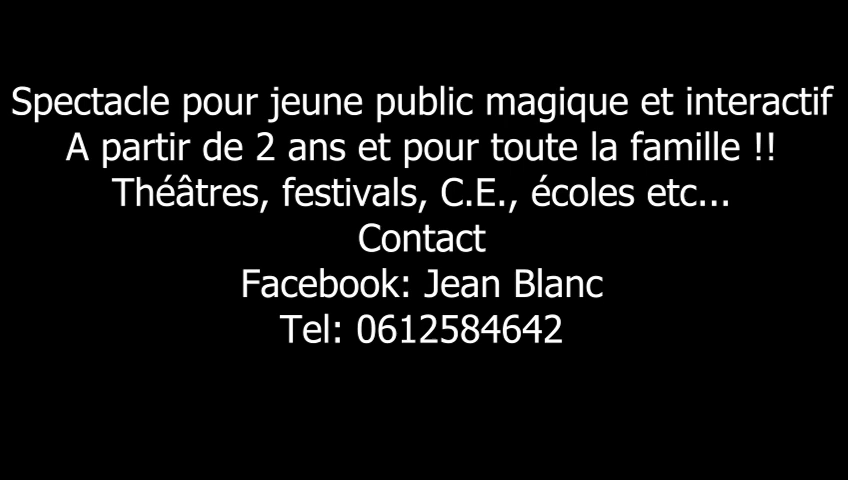 Spectacle pour jeune public magique et interactif
A partir de 2 ans et pour toute la famille !!
Théâtres, festivals, C.E., écoles etc...
Contact
Facebook: Jean Blanc
Tel: 0612584642